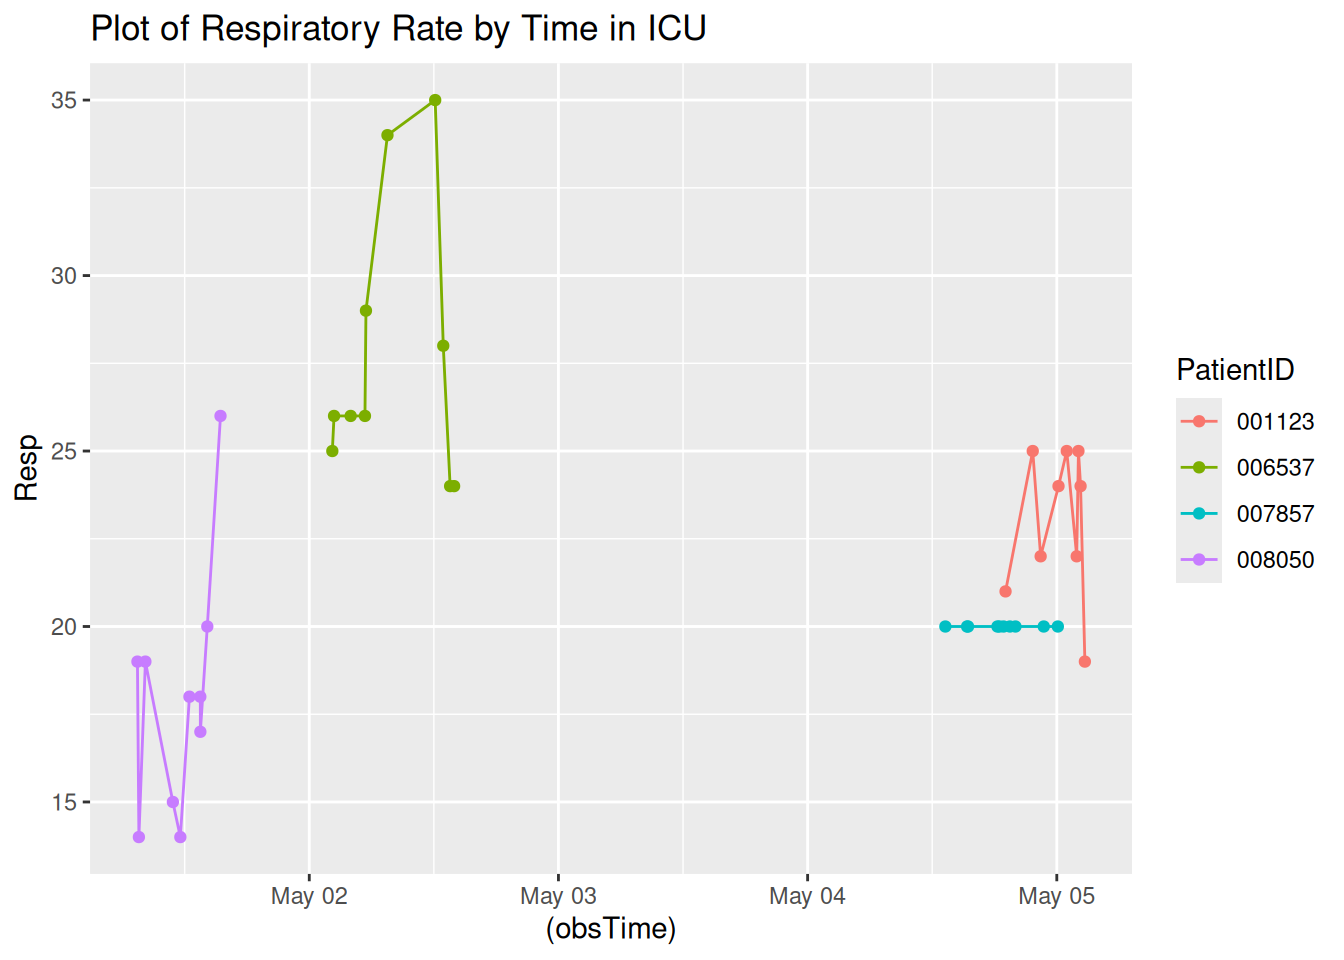 Plot of Respiratory Rate by Time in ICU
35
30
25
20
15
Resp
May 02
May 03
May 04
May 05
(obsTime)
PatientID
001123
006537
007857
008050